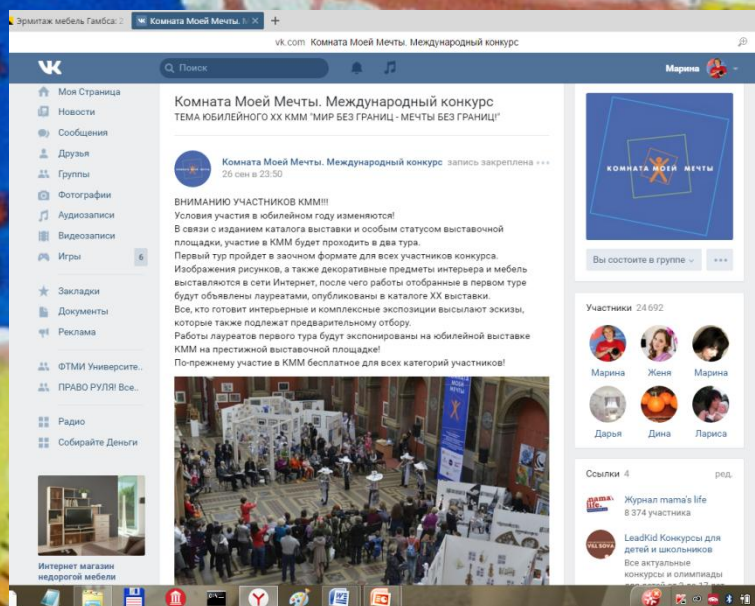 Эрмитаж мебель Гамбса: 2
Комната Моей Мечты. М
vk.com Комната Моей Мечты. Международный конкурс
Поиск
Марина
Моя Страница
Новости
Сообщения
Друзья
Группы
Фотографии
Аудиозаписи
Видеозаписи
Игры 6
Закладки
Документы
Реклама
ФТМИ Университе..
ПРАВО РУЛЯ! Все..
Радио
Собирайте Деньги
Интернет магазин
недорогой мебели
Комната Моей Мечты. Международный конкурс
ТЕМА ЮБИЛЕЙНОГО XX КММ "МИР БЕЗ ГРАНИЦ - МЕЧТЫ БЕЗ ГРАНИЦ!"
Комната Моей Мечты. Международный конкурс запись закреплена
26 сен в 23:50
ВНИМАНИЮ УЧАСТНИКОВ КММ!!!
Условия участия в юбилейном году изменяются!
В связи с изданием каталога выставки и особым статусом выставочной
площадки, участие в КММ будет проходить в два тура.
Первый тур пройдет в заочном формате для всех участников конкурса.
Изображения рисунков, а также декоративные предметы интерьера и мебель
выставляются в сети Интернет, после чего работы отобранные в первом туре
будут объявлены лауреатами, опубликованы в каталоге XX выставки.
Все, кто готовит интерьерные и комплексные экспозиции высылают эскизы,
которые также подлежат предварительному отбору.
Работы лауреатов первого тура будут экспонированы на юбилейной выставке
КММ на престижной выставочной площадке!
По-прежнему участие в КММ бесплатное для всех категорий участников!
КОМНАТА МОЕЙ МЕЧТЫ
Вы состоите в группе
Участники 24 692
Марина Женя Марина
Дарья Дина Лариса
Ссылки 4 ред.
Журнал mama's life
8 374 участника
LeadKid Конкурсы для
детей и школьников
Все актуальные
конкурсы и олимпиады